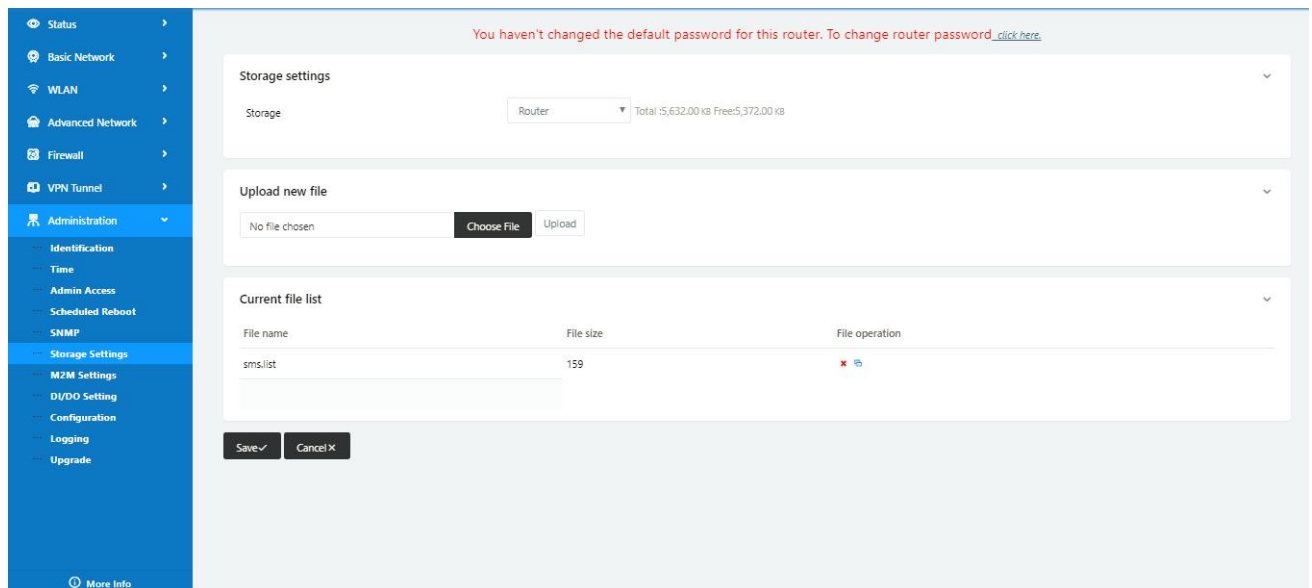 You haven't changed the default password for this router. To change router password click here.
Status
Basic Network
WLAN
Advanced Network
Firewall
VPN Tunnel
Administration
Identification
Time
Admin Access
Scheduled Reboot
SNMP
Storage Settings
M2M Settings
DI/DO Setting
Configuration
Logging
Upgrade
More Info
Storage settings
Storage Router Total :5,632.00 KB Free:5,372.00 KB
Upload new file
No file chosen Choose File Upload
Current file list
File name File size File operation
sms.list 159
Save Cancel